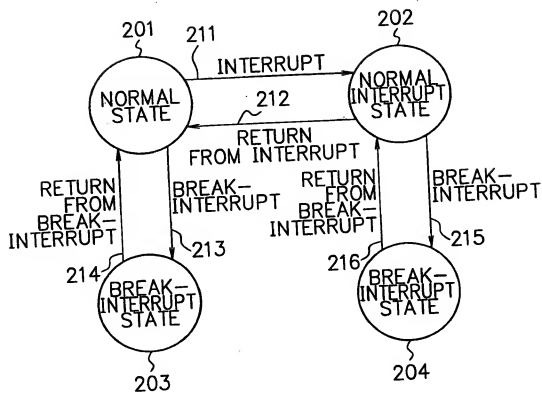 201
211
202
INTERRUPT
NORMAL
STATE
NORMAL
INTERRUPT
STATE
212
RETURN
FROM INTERRUPT
RETURN
FROM
BREAK-
INTERRUPT
BREAK-
INTERRUPT
RETURN
FROM
BREAK-
INTERRUPT
BREAK-
INTERRUPT
214
213
216
215
BREAK-
INTERRUPT
STATE
BREAK-
INTERRUPT
STATE
203
204